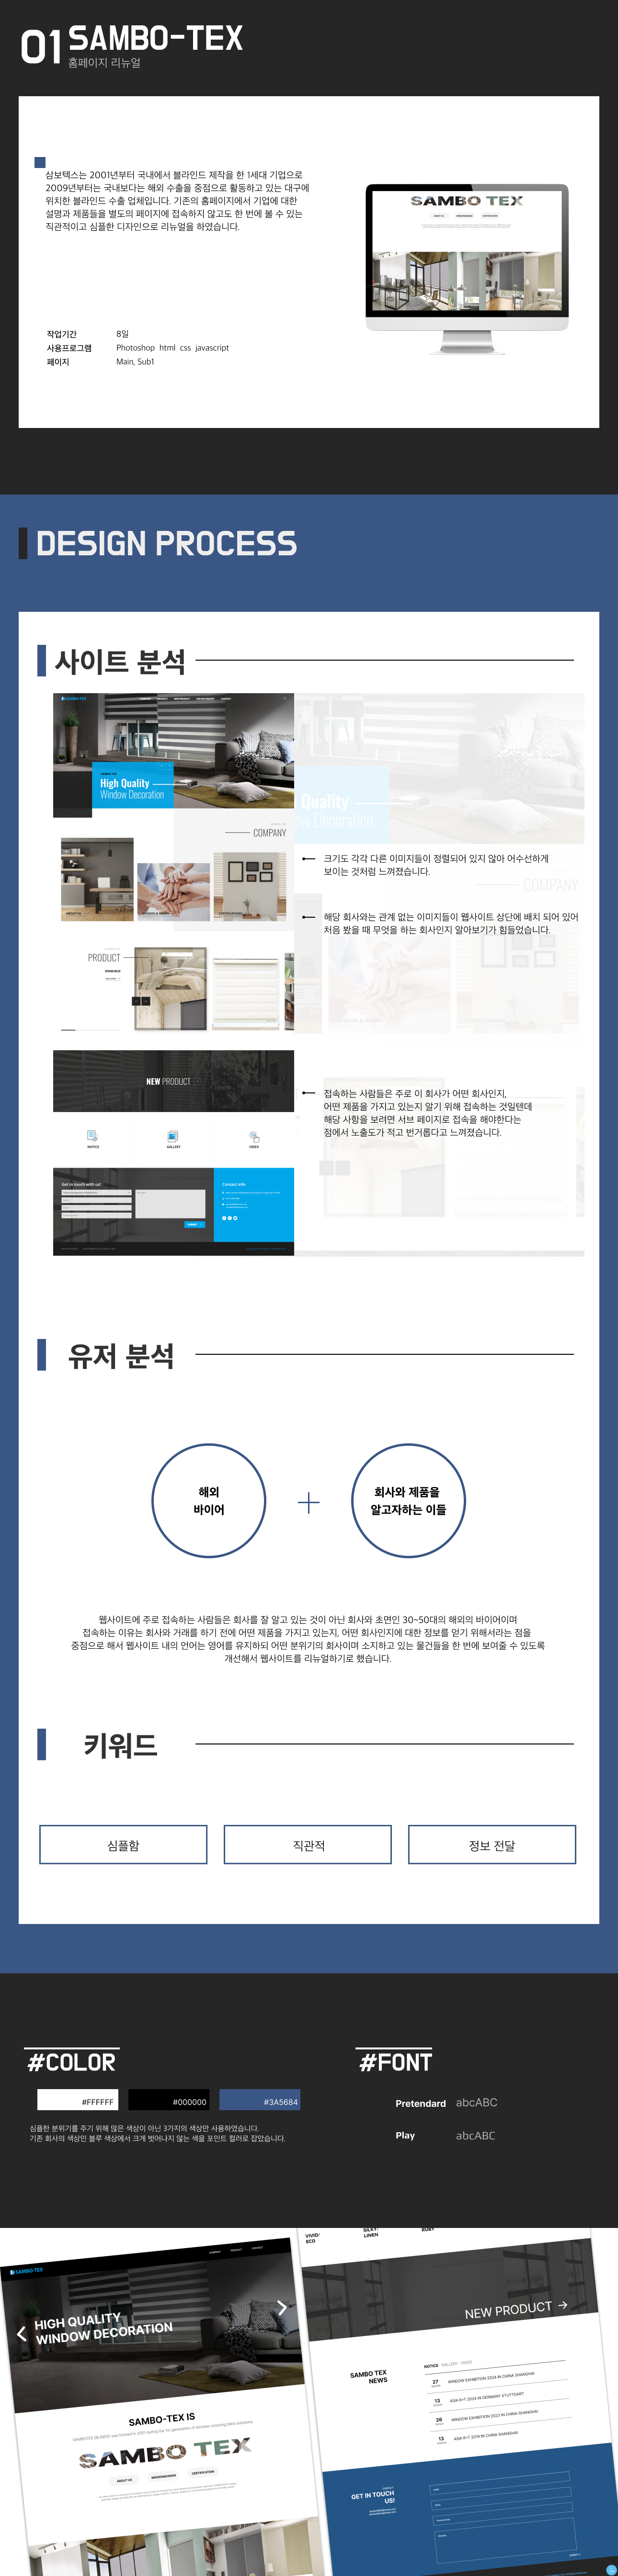 01 SAMBO-TEX
홈페이지 리뉴얼
삼보텍스는 2001년부터 국내에서 블라인드 제작을 한 1세대 기업으로
2009년부터는 국내보다는 해외 수출을 중점으로 활동하고 있는 대구에
위치한 블라인드 수출 업체입니다. 기존의 홈페이지에서 기업에 대한
설명과 제품들을 별도의 페이지에 접속하지 않고도 한 번에 볼 수 있는
직관적이고 심플한 디자인으로 리뉴얼을 하였습니다.
SAMBO TEX
ABOUT US
작업기간 8일
사용프로그램 Photoshop html css javascript
페이지 Main, Sub1
DESIGN PROCESS
사이트 분석
SAMBO-TEX
High Quality
Window Decoration
Quality
ow Decoration
COMPANY
크기도 각각 다른 이미지들이 정렬되어 있지 않아 어수선하게
보이는 것처럼 느껴졌습니다.
COMPANY
ABOUT US
해당 회사와는 관계 없는 이미지들이 웹사이트 상단에 배치 되어 있어
처음 봤을 때 무엇을 하는 회사인지 알아보기가 힘들었습니다.
PRODUCT
NEW PRODUCT
접속하는 사람들은 주로 이 회사가 어떤 회사인지,
어떤 제품을 가지고 있는지 알기 위해 접속하는 것일텐데
해당 사항을 보려면 서브 페이지로 접속을 해야한다는
점에서 노출도가 적고 번거롭다고 느껴졌습니다.
NOTICE
GALLERY
VIDEO
Get in touch with us!
Contact info
SUBMIT
유저 분석
해외
바이어
회사와 제품을
알고자하는 이들
웹사이트에 주로 접속하는 사람들은 회사를 잘 알고 있는 것이 아닌 회사와 초면인 30~50대의 해외의 바이어이며
접속하는 이유는 회사와 거래를 하기 전에 어떤 제품을 가지고 있는지, 어떤 회사인지에 대한 정보를 얻기 위해서라는 점을
중점으로 해서 웹사이트 내의 언어는 영어를 유지하되 어떤 분위기의 회사이며 소지하고 있는 물건들을 한 번에 보여줄 수 있도록
개선해서 웹사이트를 리뉴얼하기로 했습니다.
키워드
심플함
직관적
정보 전달
#COLOR
#FFFFFF
#000000
#3A5684
심플한 분위기를 주기 위해 많은 색상이 아닌 3가지의 색상만 사용하였습니다.
기존 회사의 색상인 블루 색상에서 크게 벗어나지 않는 색을 포인트 컬러로 잡았습니다.
#FONT
Pretendard abcABC
Play abcABC
SAMBO-TEX
COMPANY PRODUCT CONTACT
HIGH QUALITY
WINDOW DECORATION
SAMBO-TEX IS
SAMBO TEX
ABOUT US
MISSION&VISION
CERTIFICATION
VIVID/
ECO
SILKY/
LINEN
RUBY
NEW PRODUCT
SAMBO TEX
NEWS
NOTICE GALLERY VIDEO
27 WINDOW EXHIBITION 2024 IN CHINA SHANGHAI
13 ASIA R+T 2024 IN GERMANY STUTTGART
26 WINDOW EXHIBITION 2023 IN CHINA SHANGHAI
13 ASIA R+T 2019 IN CHINA SHANGHAI
CONTACT
GET IN TOUCH
US!
SUBMIT